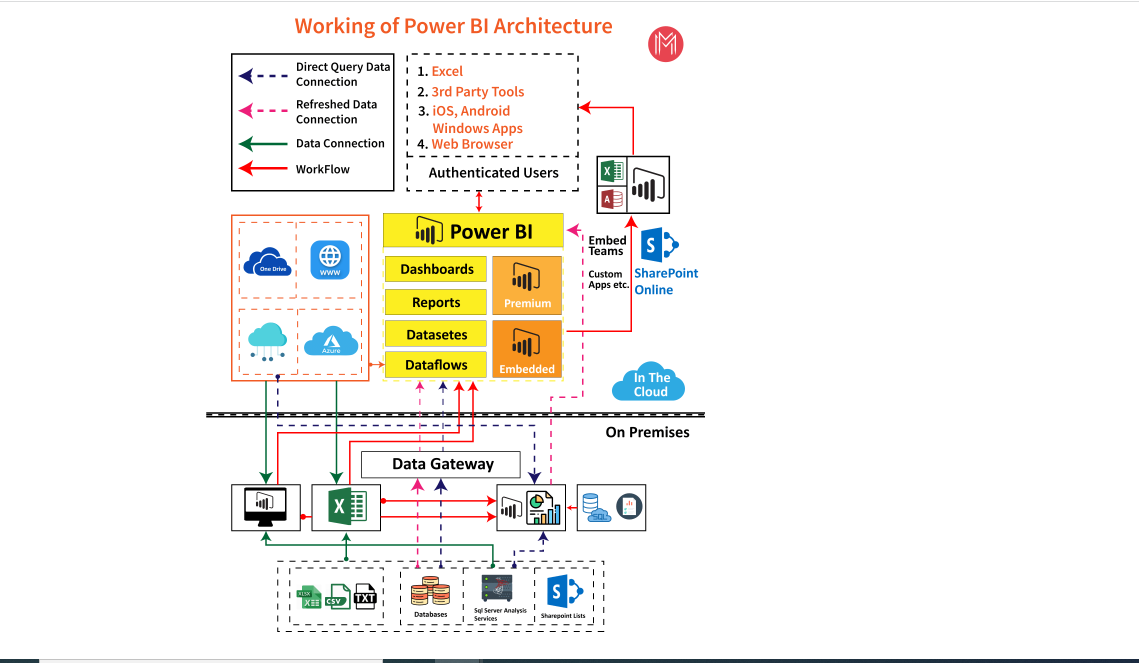 Working of Power BI Architecture
Direct Query Data
Connection
Refreshed Data
Connection
Data Connection
WorkFlow
1. Excel
2. 3rd Party Tools
3. iOS, Android
Windows Apps
4. Web Browser
Authenticated Users
X
A
Power BI
One Drive
WWW
Azure
Dashboards
Reports
Datasetes
Dataflows
Premium
Embedded
Embed
Teams
Custom
Apps etc.
S
SharePoint
Online
In The
Cloud
On Premises
Data Gateway
X
SQL
XLSX
CSV
TXT
Databases
Sql Server Analysis
Services
S
Sharepoint Lists